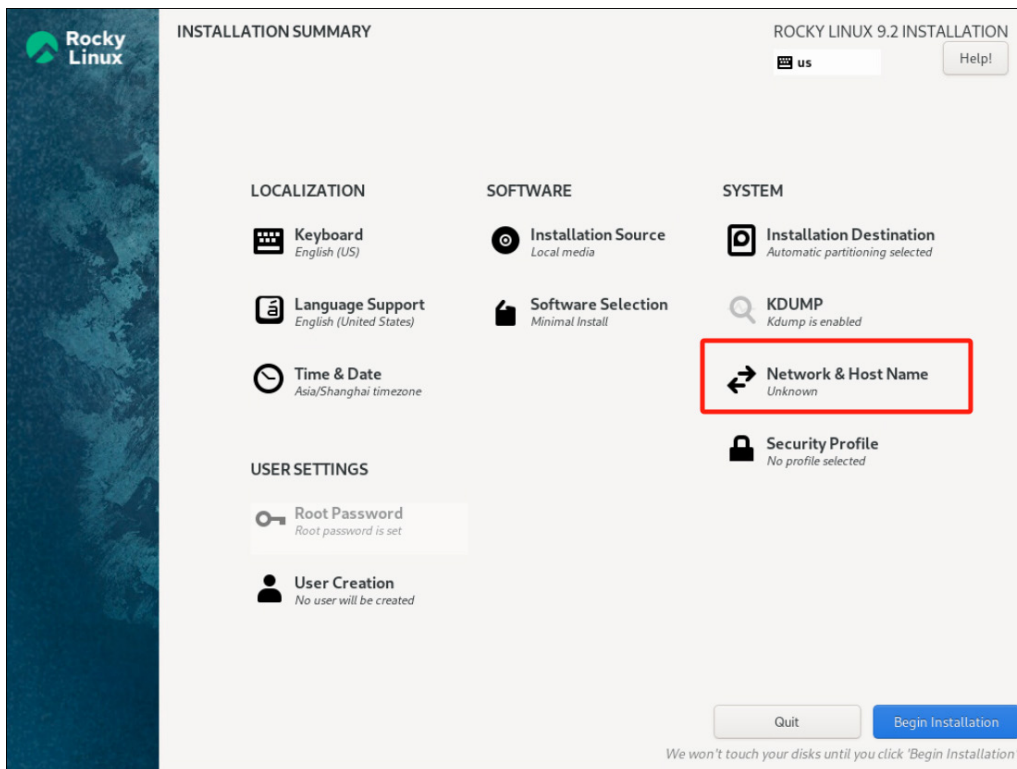 Rocky
Linux
INSTALLATION SUMMARY
ROCKY LINUX 9.2 INSTALLATION
us
Help!
LOCALIZATION
Keyboard
English (US)
Language Support
English (United States)
Time & Date
Asia/Shanghai timezone
SOFTWARE
Installation Source
Local media
Software Selection
Minimal Install
SYSTEM
Installation Destination
Automatic partitioning selected
KDUMP
Kdump is enabled
Network & Host Name
Unknown
Security Profile
No profile selected
USER SETTINGS
Root Password
Root password is set
User Creation
No user will be created
Quit
Begin Installation
We won't touch your disks until you click 'Begin Installation'